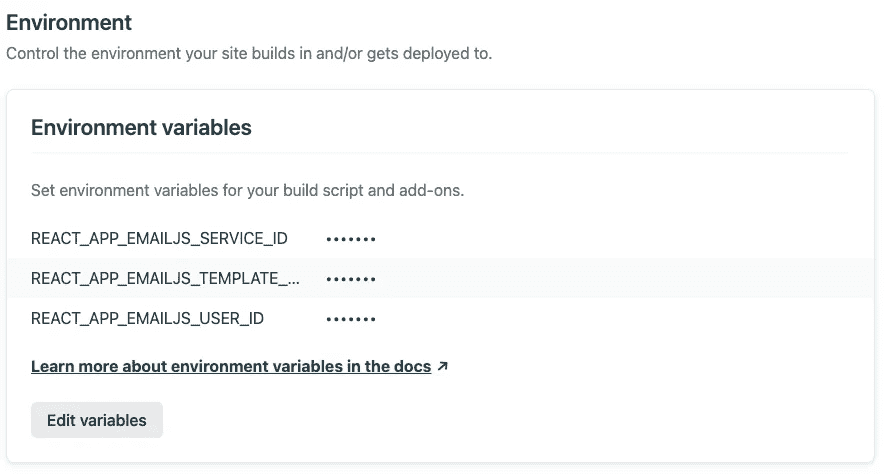 Environment
Control the environment your site builds in and/or gets deployed to.
Environment variables
Set environment variables for your build script and add-ons.
REACT_APP_EMAILJS_SERVICE_ID •••••••
REACT_APP_EMAILJS_TEMPLATE_... •••••••
REACT_APP_EMAILJS_USER_ID •••••••
Learn more about environment variables in the docs ↗
Edit variables